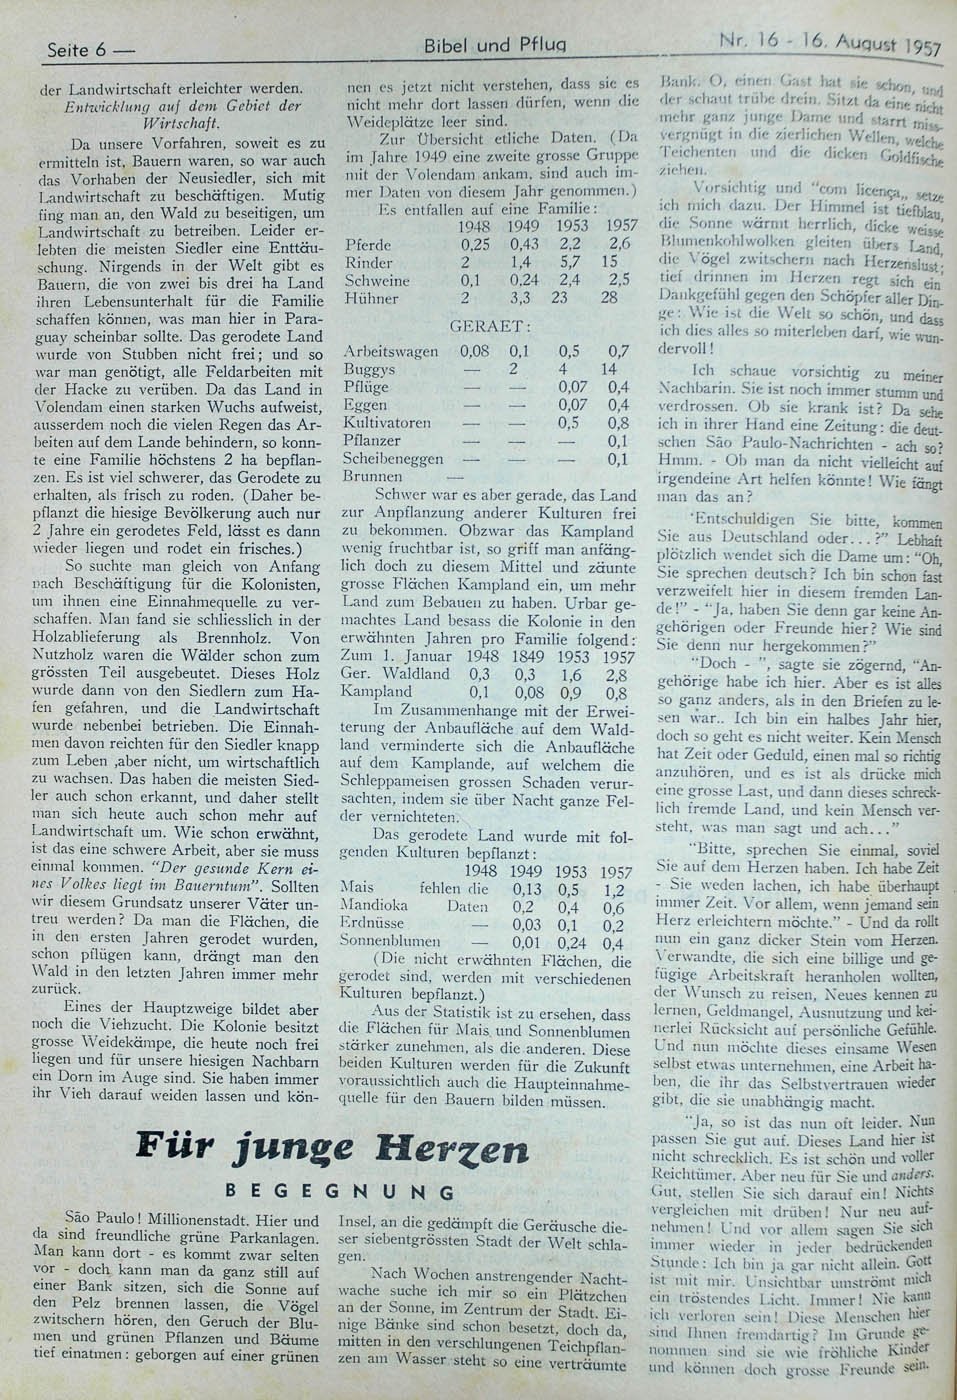 Seite 6 —
Bibel und Pflug
Nr. 16 - 16. August 1957
der Landwirtschaft erleichter werden.
Entwicklung auf dem Gebiet der
Wirtschaft.
Da unsere Vorfahren, soweit es zu
ermitteln ist, Bauern waren, so war auch
das Vorhaben der Neusiedler, sich mit
Landwirtschaft zu beschäftigen. Mutig
fing man an, den Wald zu beseitigen, um
Landwirtschaft zu betreiben. Leider er-
lebten die meisten Siedler eine Enttäu-
schung. Nirgends in der Welt gibt es
Bauern, die von zwei bis drei ha Land
ihren Lebensunterhalt für die Familie
schaffen können, was man hier in Para-
guay scheinbar sollte. Das gerodete Land
wurde von Stubben nicht frei; und so
war man genötigt, alle Feldarbeiten mit
der Hacke zu verüben. Da das Land in
Volendam einen starken Wuchs aufweist,
ausserdem noch die vielen Regen das Ar-
beiten auf dem Lande behindern, so konn-
te eine Familie höchstens 2 ha bepflan-
zen. Es ist viel schwerer, das Gerodete zu
erhalten, als frisch zu roden. (Daher be-
pflanzt die hiesige Bevölkerung auch nur
2 Jahre ein gerodetes Feld, lässt es dann
wieder liegen und rodet ein frisches.)
So suchte man gleich von Anfang
nach Beschäftigung für die Kolonisten,
um ihnen eine Einnahmequelle zu ver-
schaffen. Man fand sie schliesslich in der
Holzablieferung als Brennholz. Von
Nutzholz waren die Wälder schon zum
grössten Teil ausgebeutet. Dieses Holz
wurde dann von den Siedlern zum Ha-
fen gefahren, und die Landwirtschaft
wurde nebenbei betrieben. Die Einnah-
men davon reichten für den Siedler knapp
zum Leben ,aber nicht, um wirtschaftlich
zu wachsen. Das haben die meisten Sied-
ler auch schon erkannt, und daher stellt
man sich heute auch schon mehr auf
Landwirtschaft um. Wie schon erwähnt,
ist das eine schwere Arbeit, aber sie muss
einmal kommen. "Der gesunde Kern ei-
nes Volkes liegt im Bauerntum". Sollten
wir diesem Grundsatz unserer Väter un-
treu werden? Da man die Flächen, die
in den ersten Jahren gerodet wurden,
schon pflügen kann, drängt man den
Wald in den letzten Jahren immer mehr
zurück.
Eines der Hauptzweige bildet aber
noch die Viehzucht. Die Kolonie besitzt
grosse Weidekämpe, die heute noch frei
liegen und für unsere hiesigen Nachbarn
ein Dorn im Auge sind. Sie haben immer
ihr Vieh darauf weiden lassen und kön-
nen es jetzt nicht verstehen, dass sie es
nicht mehr dort lassen dürfen, wenn die
Weideplätze leer sind.
Zur Übersicht etliche Daten. (Da
im Jahre 1949 eine zweite grosse Gruppe
mit der Volendam ankam, sind auch im-
mer Daten von diesem Jahr genommen.)
Es entfallen auf eine Familie:
1948 1949 1953 1957
Pferde 0,25 0,43 2,2 2,6
Rinder 2 1,4 5,7 15
Schweine 0,1 0,24 2,4 2,5
Hühner 2 3,3 23 28
GERAET:
Arbeitswagen 0,08 0,1 0,5 0,7
Buggys — 2 4 14
Pflüge — — 0,07 0,4
Eggen — — 0,07 0,4
Kultivatoren — — 0,5 0,8
Pflanzer — — — 0,1
Scheibeneggen — — — 0,1
Brunnen —
Schwer war es aber gerade, das Land
zur Anpflanzung anderer Kulturen frei
zu bekommen. Obzwar das Kampland
wenig fruchtbar ist, so griff man anfäng-
lich doch zu diesem Mittel und zäunte
grosse Flächen Kampland ein, um mehr
Land zum Bebauen zu haben. Urbar ge-
machtes Land besass die Kolonie in den
erwähnten Jahren pro Familie folgend:
Zum 1. Januar 1948 1849 1953 1957
Ger. Waldland 0,3 0,3 1,6 2,8
Kampland 0,1 0,08 0,9 0,8
Im Zusammenhange mit der Erwei-
terung der Anbaufläche auf dem Wald-
land verminderte sich die Anbaufläche
auf dem Kamplande, auf welchem die
Schleppameisen grossen Schaden verur-
sachten, indem sie über Nacht ganze Fel-
der vernichteten.
Das gerodete Land wurde mit fol-
genden Kulturen bepflanzt:
1948 1949 1953 1957
Mais fehlen die 0,13 0,5 1,2
Mandioka Daten 0,2 0,4 0,6
Erdnüsse — 0,03 0,1 0,2
Sonnenblumen — 0,01 0,24 0,4
(Die nicht erwähnten Flächen, die
gerodet sind, werden mit verschiedenen
Kulturen bepflanzt.)
Aus der Statistik ist zu ersehen, dass
die Flächen für Mais und Sonnenblumen
stärker zunehmen, als die anderen. Diese
beiden Kulturen werden für die Zukunft
voraussichtlich auch die Haupteinnahme-
quelle für den Bauern bilden müssen.
Für junge Herzen
BEGEGNUNG
São Paulo! Millionenstadt. Hier und
da sind freundliche grüne Parkanlagen.
Man kann dort - es kommt zwar selten
vor - doch kann man da ganz still auf
einer Bank sitzen, sich die Sonne auf
den Pelz brennen lassen, die Vögel
zwitschern hören, den Geruch der Blu-
men und grünen Pflanzen und Bäume
tief einatmen: geborgen auf einer grünen
Insel, an die gedämpft die Geräusche die-
ser siebentgrössten Stadt der Welt schla-
gen.
Nach Wochen anstrengender Nacht-
wache suche ich mir so ein Plätzchen
an der Sonne, im Zentrum der Stadt. Ei-
nige Bänke sind schon besetzt, doch da,
mitten in den verschlungenen Teichpflan-
zen am Wasser steht so eine verträumte
Bank. O, einen Gast hat sie schon, und
der schaut trübe drein. Sitzt da eine nicht
mehr ganz junge Dame und starrt miss-
vergnügt in die zierlichen Wellen, welche
Teichenten und die dicken Goldfische
ziehen.
Vorsichtig und "com licença,, setze
ich mich dazu. Der Himmel ist tiefblau,
die Sonne wärmt herrlich, dicke weisse
Blumenkohlwolken gleiten übers Land,
die Vögel zwitschern nach Herzenslust;
tief drinnen im Herzen regt sich ein
Dankgefühl gegen den Schöpfer aller Din-
ge: Wie ist die Welt so schön, und dass
ich dies alles so miterleben darf, wie wun-
dervoll!
Ich schaue vorsichtig zu meiner
Nachbarin. Sie ist noch immer stumm und
verdrossen. Ob sie krank ist? Da sehe
ich in ihrer Hand eine Zeitung: die deut-
schen São Paulo-Nachrichten - ach so?
Hmm. - Ob man da nicht vielleicht auf
irgendeine Art helfen könnte! Wie fängt
man das an?
'Entschuldigen Sie bitte, kommen
Sie aus Deutschland oder...?" Lebhaft
plötzlich wendet sich die Dame um: "Oh,
Sie sprechen deutsch? Ich bin schon fast
verzweifelt hier in diesem fremden Lan-
de!" - "Ja, haben Sie denn gar keine An-
gehörigen oder Freunde hier? Wie sind
Sie denn nur hergekommen?"
"Doch - ", sagte sie zögernd, "An-
gehörige habe ich hier. Aber es ist alles
so ganz anders, als in den Briefen zu le-
sen war.. Ich bin ein halbes Jahr hier,
doch so geht es nicht weiter. Kein Mensch
hat Zeit oder Geduld, einen mal so richtig
anzuhören, und es ist als drücke mich
eine grosse Last, und dann dieses schreck-
lich fremde Land, und kein Mensch ver-
steht, was man sagt und ach..."
"Bitte, sprechen Sie einmal, soviel
Sie auf dem Herzen haben. Ich habe Zeit
- Sie weden lachen, ich habe überhaupt
immer Zeit. Vor allem, wenn jemand sein
Herz erleichtern möchte." - Und da rollt
nun ein ganz dicker Stein vom Herzen.
Verwandte, die sich eine billige und ge-
fügige Arbeitskraft heranholen wollten,
der Wunsch zu reisen, Neues kennen zu
lernen, Geldmangel, Ausnutzung und kei-
nerlei Rücksicht auf persönliche Gefühle.
Und nun möchte dieses einsame Wesen
selbst etwas unternehmen, eine Arbeit ha-
ben, die ihr das Selbstvertrauen wieder
gibt, die sie unabhängig macht.
"Ja, so ist das nun oft leider. Nun
passen Sie gut auf. Dieses Land hier ist
nicht schrecklich. Es ist schön und voller
Reichtümer. Aber neu für Sie und anders.
Gut, stellen Sie sich darauf ein! Nichts
vergleichen mit drüben! Nur neu auf-
nehmen! Und vor allem sagen Sie sich
immer wieder in jeder bedrückenden
Stunde: Ich bin ja gar nicht allein. Gott
ist mit mir. Unsichtbar umströmt mich
ein tröstendes Licht. Immer! Nie kann
ich verloren sein! Diese Menschen hier
sind Ihnen fremdartig? Im Grunde ge-
nommen sind sie wie fröhliche Kinder
und können doch grosse Freunde sein.